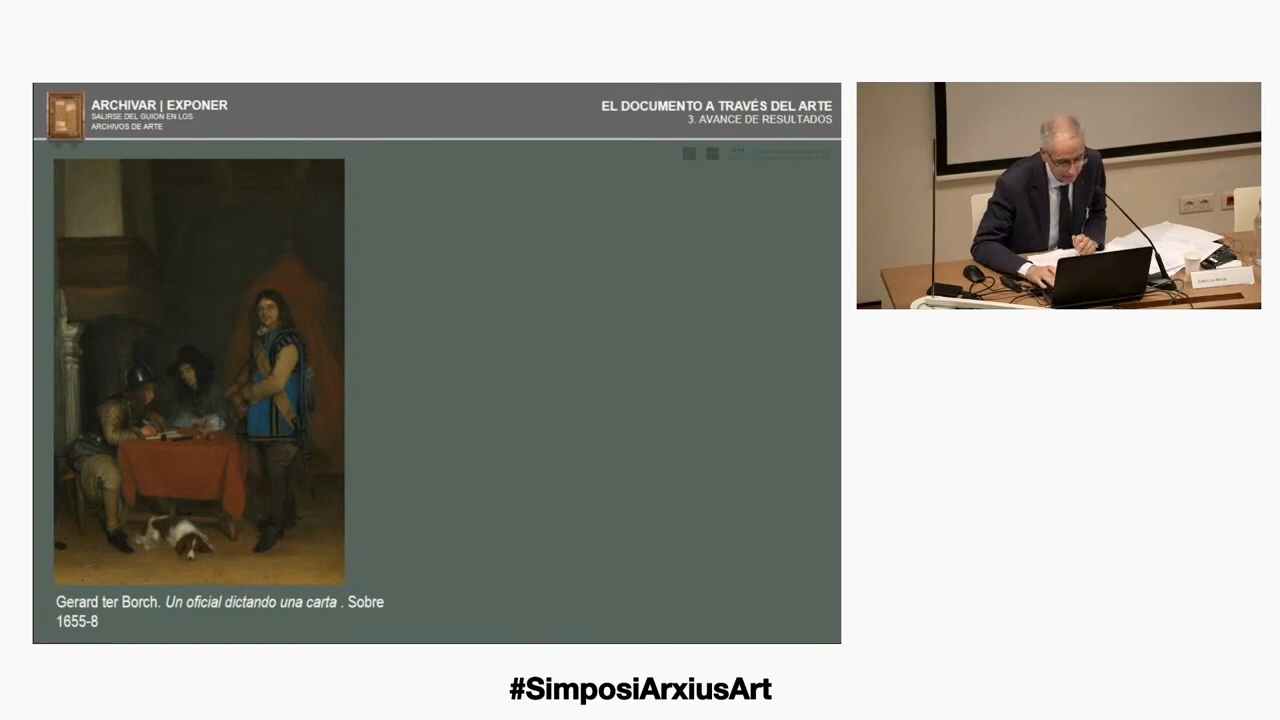 ARCHIVAR | EXPONER
SALIRSE DEL GUION EN LOS
ARCHIVOS DE ARTE
EL DOCUMENTO A TRAVÉS DEL ARTE
3. AVANCE DE RESULTADOS
Gerard ter Borch. Un oficial dictando una carta . Sobre
1655-8
#SimposiArxiusArt